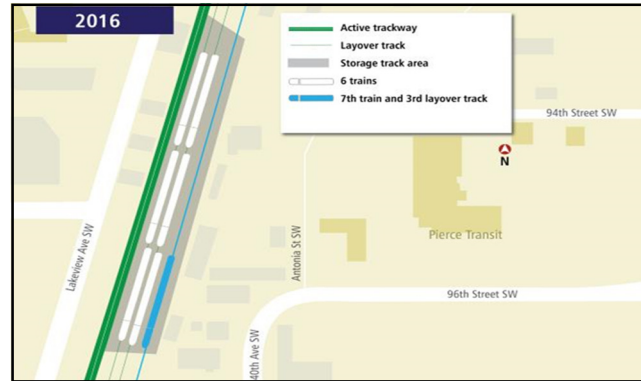 2016
Active trackway
Layover track
Storage track area
6 trains
7th train and 3rd layover track
94th Street SW
N
Pierce Transit
Lakeview Ave SW
Antonia St SW
96th Street SW
40th Ave SW